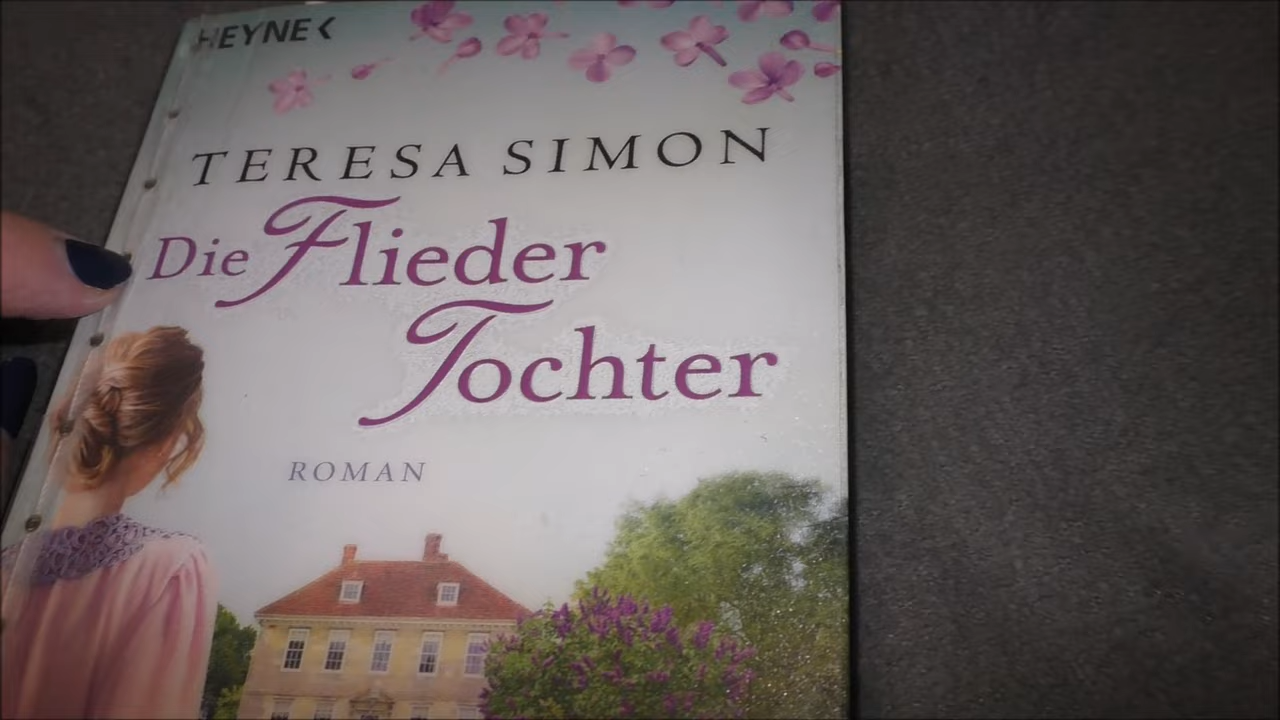 HEYNE<
TERESA SIMON
Die Flieder
Tochter
ROMAN